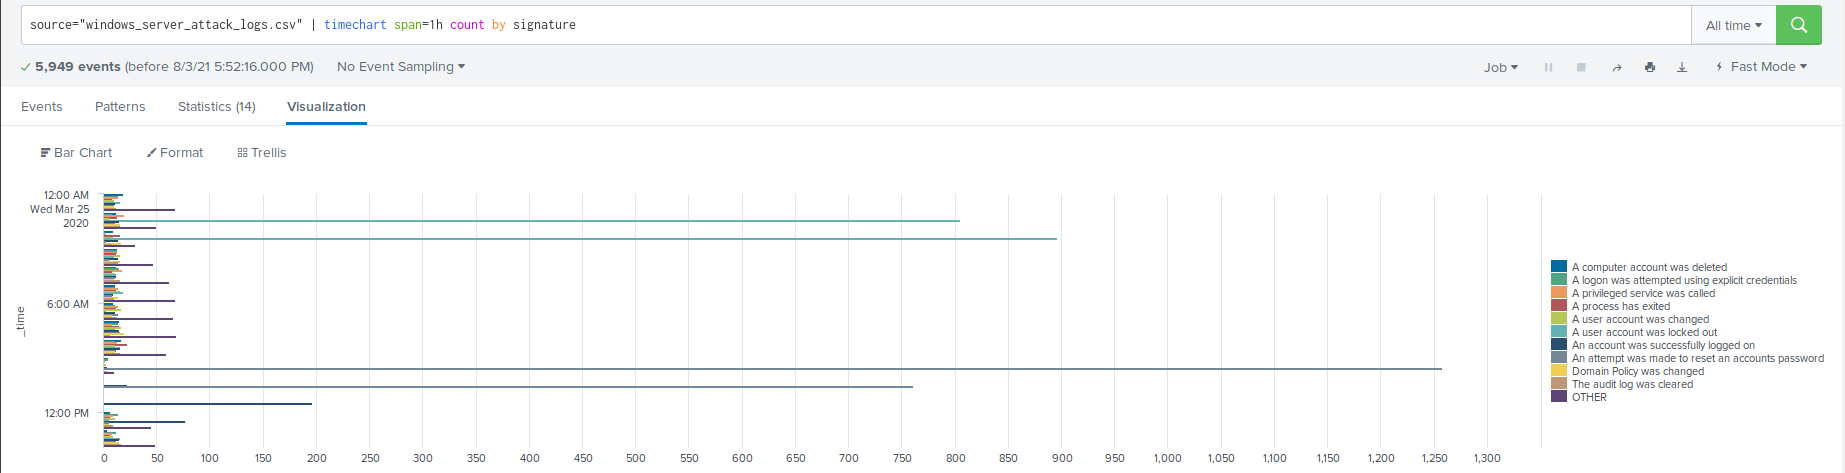 source="windows_server_attack_logs.csv" | timechart span=1h count by signature
All time
5,949 events (before 8/3/21 5:52:16.000 PM)
No Event Sampling
Job
Fast Mode
Events
Patterns
Statistics (14)
Visualization
Bar Chart
Format
Trellis
12:00 AM
Wed Mar 25
2020
6:00 AM
12:00 PM
_time
A computer account was deleted
A logon was attempted using explicit credentials
A privileged service was called
A process has exited
A user account was changed
A user account was locked out
An account was successfully logged on
An attempt was made to reset an accounts password
Domain Policy was changed
The audit log was cleared
OTHER
0 50 100 150 200 250 300 350 400 450 500 550 600 650 700 750 800 850 900 950 1,000 1,050 1,100 1,150 1,200 1,250 1,300